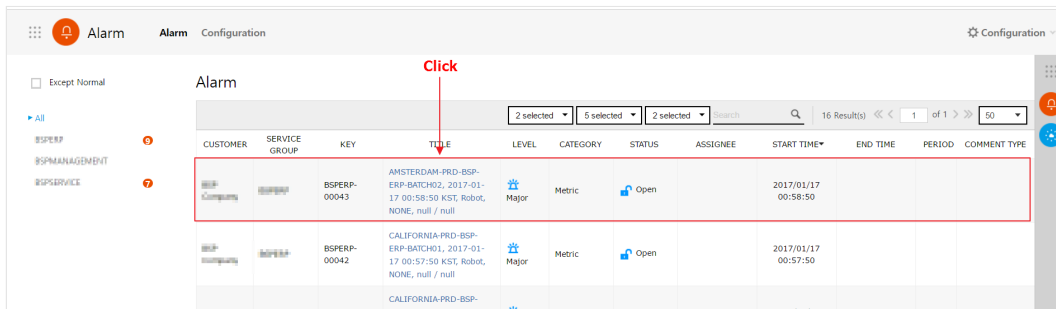 Alarm
Alarm Configuration
Configuration
Click
Except Normal
Alarm
All
2 selected
5 selected
2 selected
Search
16 Result(s)
1 of 1
50
BSPERP 9
BSPMANAGEMENT
BSPSERVICE 7
CUSTOMER SERVICE GROUP KEY TITLE LEVEL CATEGORY STATUS ASSIGNEE START TIME▼ END TIME PERIOD COMMENT TYPE
AMSTERDAM-PRD-BSP-
BSPERP- ERP-BATCH02, 2017-01-
00043 17 00:58:50 KST, Robot,
NONE, null / null
Major
Metric
Open
2017/01/17
00:58:50
CALIFORNIA-PRD-BSP-
BSPERP- ERP-BATCH01, 2017-01-
00042 17 00:57:50 KST, Robot,
NONE, null / null
Major
Metric
Open
2017/01/17
00:57:50
CALIFORNIA-PRD-BSP-